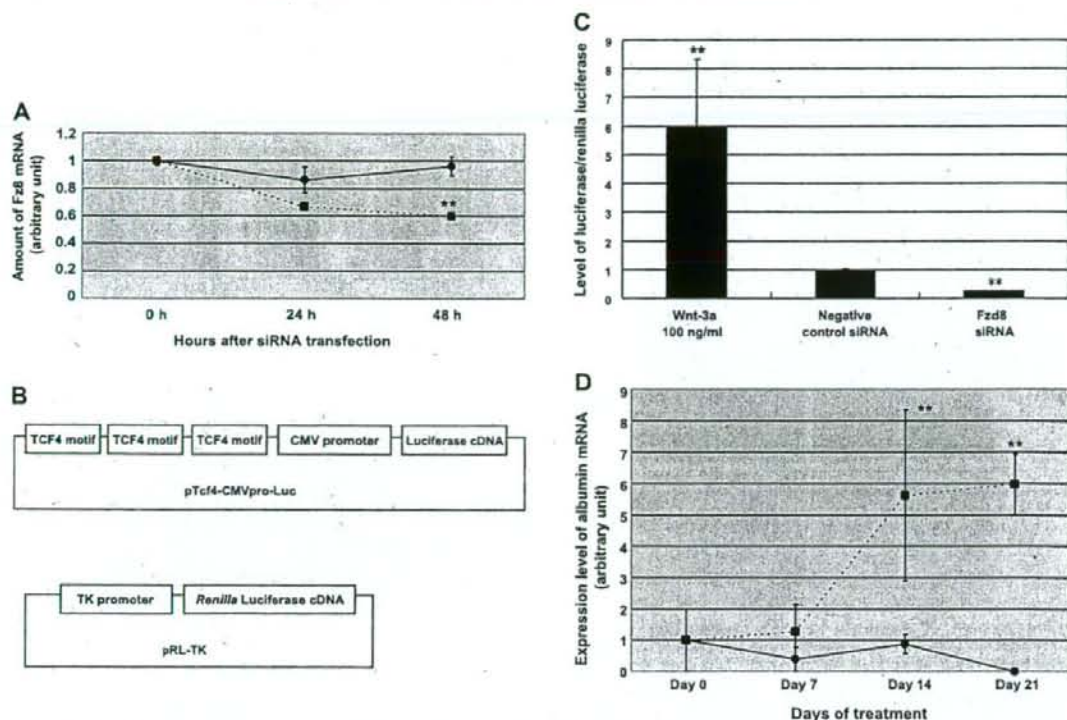 A
Amount of Fz8 mRNA
(arbitrary unit)
1.2
1
0.8
0.6
0.4
0.2
0
**
0 h
24 h
48 h
Hours after siRNA transfection
B
TCF4 motif
TCF4 motif
TCF4 motif
CMV promoter
Luciferase cDNA
pTcf4-CMVpro-Luc
TK promoter
Renilla Luciferase cDNA
pRL-TK
C
Level of luciferase/renilla luciferase
9
8
7
6
5
4
3
2
1
0
**
**
Wnt-3a
100 ng/ml
Negative
control siRNA
Fzd8
siRNA
D
Expression level of albumin mRNA
(arbitrary unit)
9
8
7
6
5
4
3
2
1
0
**
**
Day 0
Day 7
Day 14
Day 21
Days of treatment